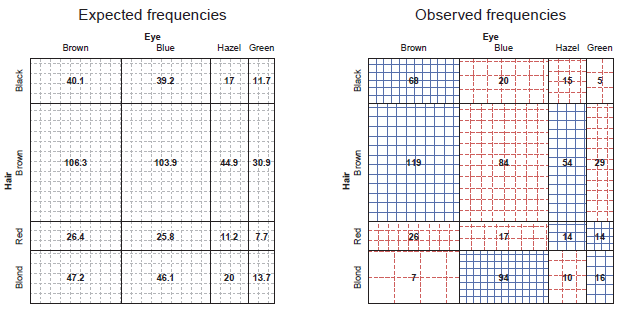 Expected frequencies
Eye
Brown Blue Hazel Green
Hair
Black 40.1 39.2 17 11.7
Brown 106.3 103.9 44.9 30.9
Red 26.4 25.8 11.2 7.7
Blond 47.2 46.1 20 13.7
Observed frequencies
Eye
Brown Blue Hazel Green
Hair
Black 68 20 15 5
Brown 119 84 54 29
Red 26 17 14 14
Blond 7 94 10 16